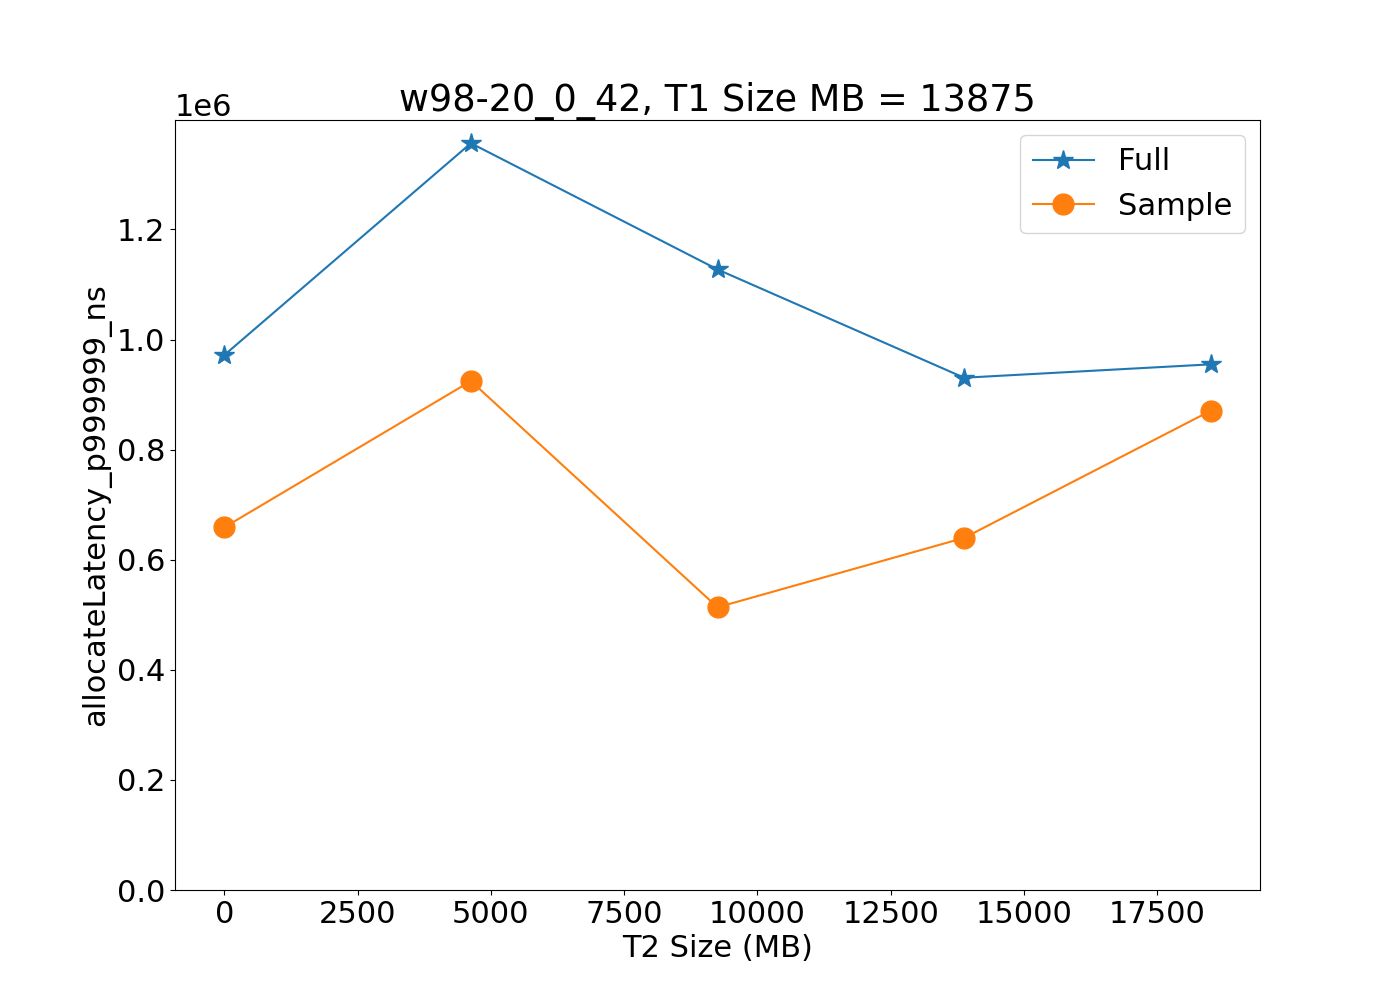 w98-20_0_42, T1 Size MB = 13875
1e6
Full
Sample
1.2
1.0
0.8
0.6
0.4
0.2
0.0
allocateLatency_p999999_ns
0 2500 5000 7500 10000 12500 15000 17500
T2 Size (MB)